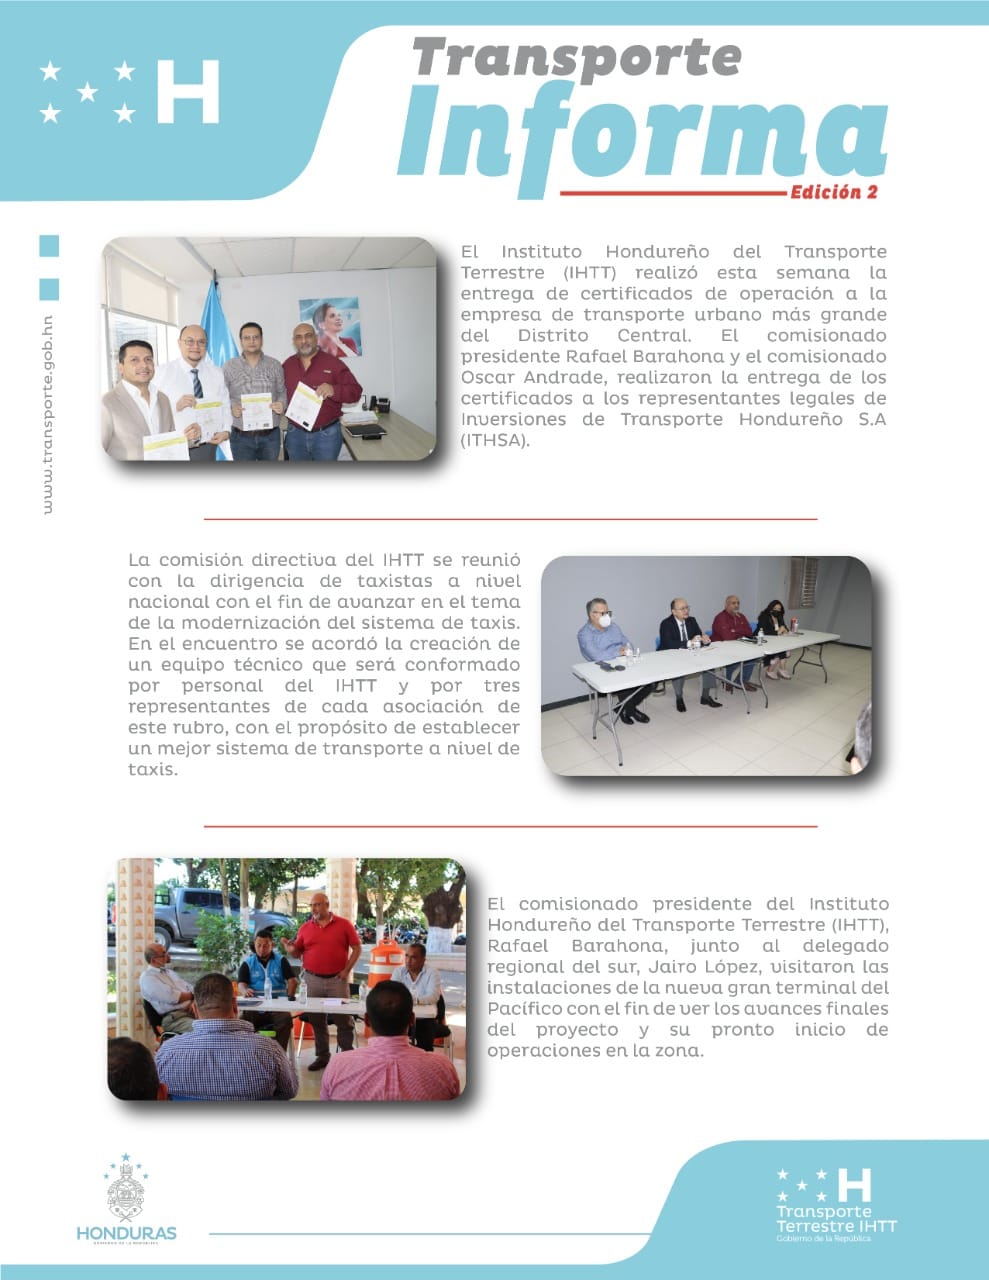 H
Transporte
Informa
Edición 2
www.transporte.gob.hn
El Instituto Hondureño del Transporte
Terrestre (IHTT) realizó esta semana la
entrega de certificados de operación a la
empresa de transporte urbano más grande
del Distrito Central. El comisionado
presidente Rafael Barahona y el comisionado
Oscar Andrade, realizaron la entrega de los
certificados a los representantes legales de
Inversiones de Transporte Hondureño S.A
(ITHSA).
La comisión directiva del IHTT se reunió
con la dirigencia de taxistas a nivel
nacional con el fin de avanzar en el tema
de la modernización del sistema de taxis.
En el encuentro se acordó la creación de
un equipo técnico que será conformado
por personal del IHTT y por tres
representantes de cada asociación de
este rubro, con el propósito de establecer
un mejor sistema de transporte a nivel de
taxis.
El comisionado presidente del Instituto
Hondureño del Transporte Terrestre (IHTT),
Rafael Barahona, junto al delegado
regional del sur, Jairo López, visitaron las
instalaciones de la nueva gran terminal del
Pacífico con el fin de ver los avances finales
del proyecto y su pronto inicio de
operaciones en la zona.
HONDURAS
GOBIERNO DE LA REPÚBLICA
H
Transporte
Terrestre IHTT
Gobierno de la República